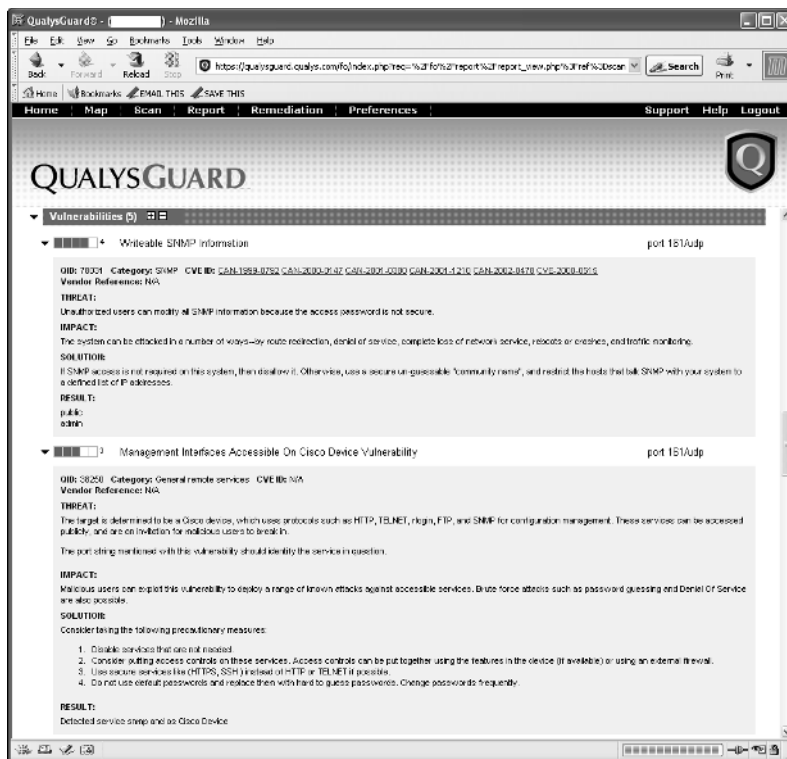 QualysGuard® - ( ) - Mozilla
File Edit View Go Bookmarks Tools Window Help
Back Forward Reload Stop https://qualysguard.qualys.com/fo/index.php?req=%2Ffo%2Freport%2Freport_view.php%3Fref%3Dscan Search Print
Home Bookmarks EMAIL THIS SAVE THIS
Home Map Scan Report Remediation Preferences Support Help Logout
QUALYSGUARD
Q
Vulnerabilities (5)
4 Writeable SNMP Information port 161/udp
QID: 78031 Category: SNMP CVE ID: CAN-1999-0792 CAN-2000-0147 CAN-2001-0380 CAN-2001-1210 CAN-2002-0478 CVE-2000-0515
Vendor Reference: N/A
THREAT:
Unauthorized users can modify all SNMP information because the access password is not secure.
IMPACT:
The system can be attacked in a number of ways--by route redirection, denial of service, complete loss of network service, reboots or crashes, and traffic monitoring.
SOLUTION:
If SNMP access is not required on this system, then disallow it. Otherwise, use a secure un-guessable "community name", and restrict the hosts that talk SNMP with your system to
a defined list of IP addresses.
RESULT:
public
admin
3 Management Interfaces Accessible On Cisco Device Vulnerability port 161/udp
QID: 38250 Category: General remote services CVE ID: N/A
Vendor Reference: N/A
THREAT:
The target is determined to be a Cisco device, which uses protocols such as HTTP, TELNET, rlogin, FTP, and SNMP for configuration management. These services can be accessed
publicly, and are an invitation for malicious users to break in.
The port string mentioned with this vulnerability should identify the service in question.
IMPACT:
Malicious users can exploit this vulnerability to deploy a range of known attacks against accessible services. Brute force attacks such as password guessing and Denial Of Service
are also possible.
SOLUTION:
Consider taking the following precautionary measures:
1. Disable services that are not needed.
2. Consider putting access controls on these services. Access controls can be put together using the features in the device (if available) or using an external firewall.
3. Use secure services like (HTTPS, SSH ) instead of HTTP or TELNET if possible.
4. Do not use default passwords and replace them with hard to guess passwords. Change passwords frequently.
RESULT:
Detected service snmp and os Cisco Device